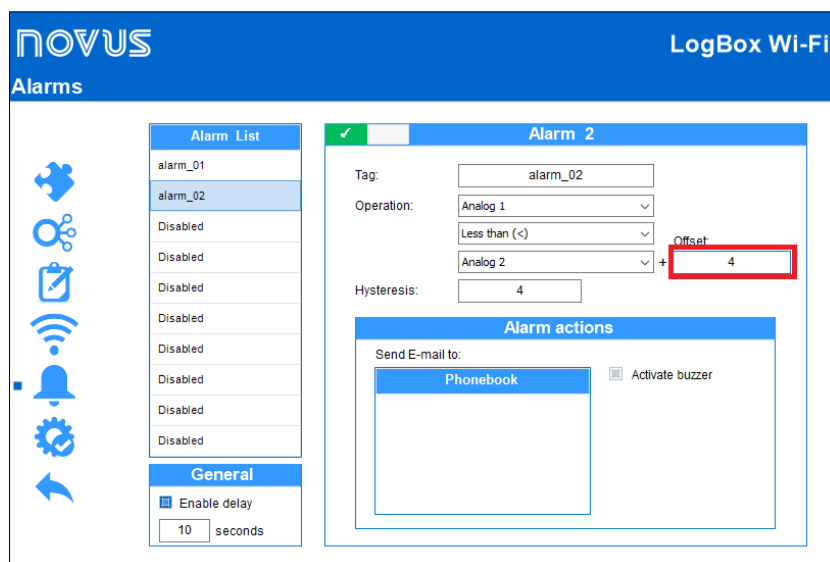 NOVUS
LogBox Wi-Fi
Alarms
Alarm List
alarm_01
alarm_02
Disabled
Disabled
Disabled
Disabled
Disabled
Disabled
Disabled
Disabled
General
Enable delay
10 seconds
Alarm 2
Tag: alarm_02
Operation: Analog 1
Less than (<)
Offset:
Analog 2 + 4
Hysteresis: 4
Alarm actions
Send E-mail to:
Phonebook
Activate buzzer